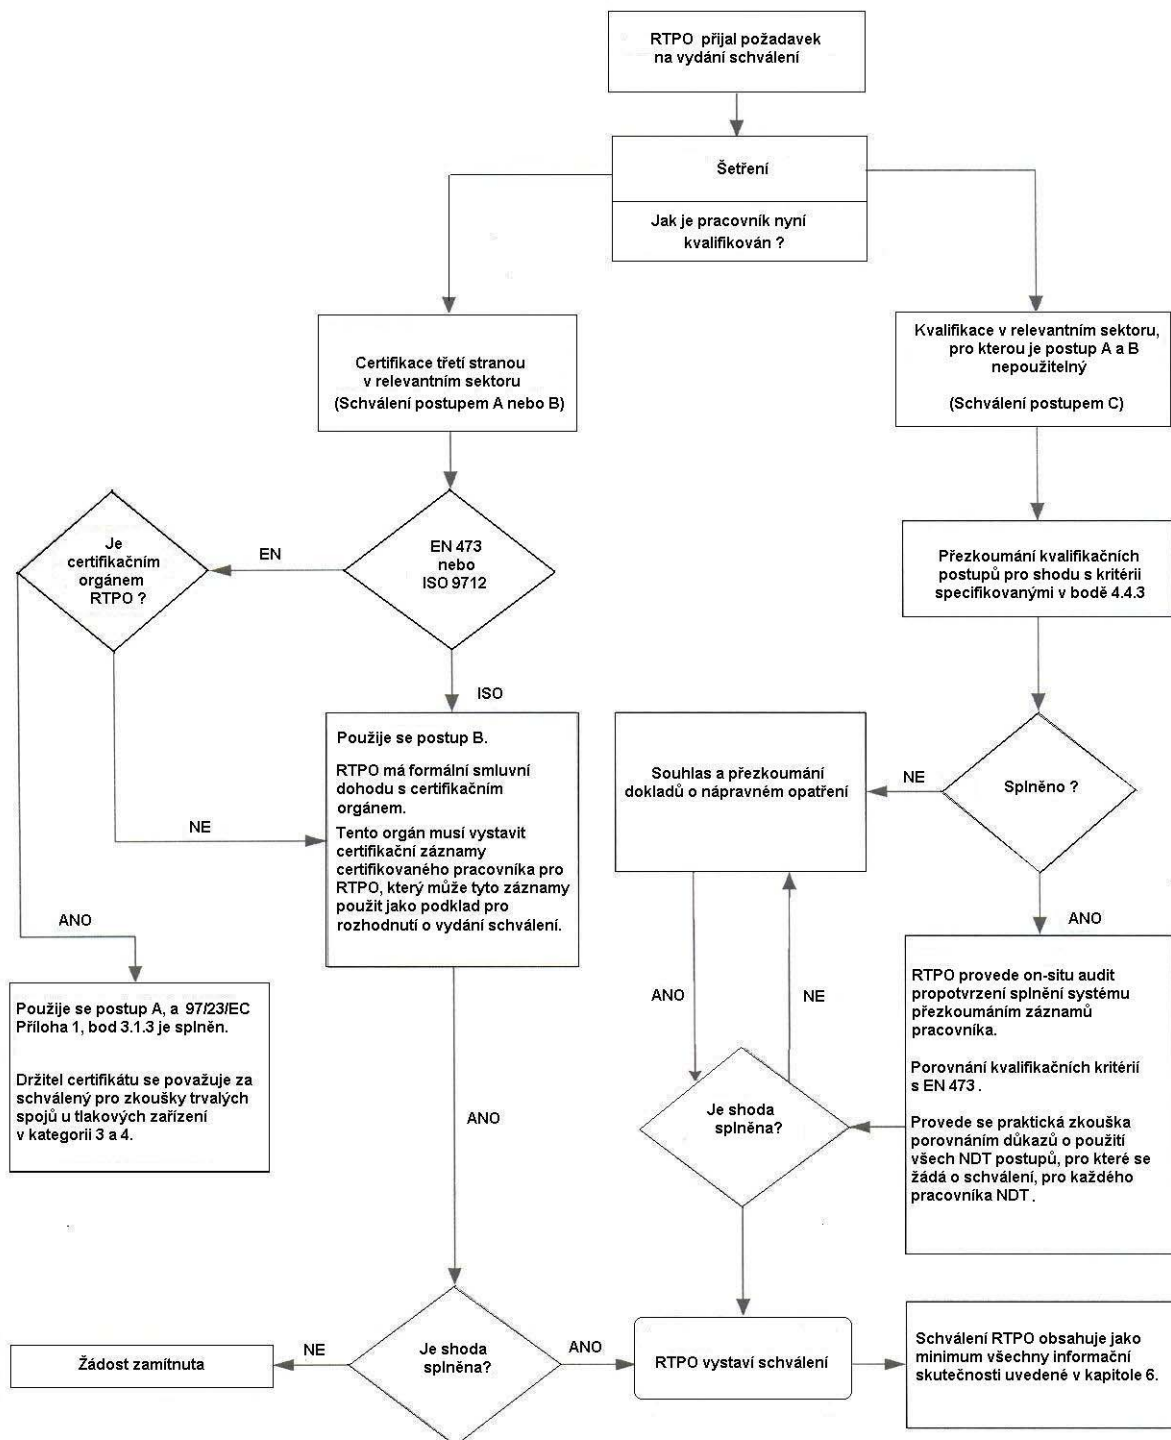 RTPO přijal požadavek
na vydání schválení
Šetření
Jak je pracovník nyní
kvalifikován ?
Certifikace třetí stranou
v relevantním sektoru
(Schválení postupem A nebo B)
Kvalifikace v relevantním sektoru,
pro kterou je postup A a B
nepoužitelný
(Schválení postupem C)
Je
certifikačním
orgánem
RTPO ?
EN
EN 473
nebo
ISO 9712
Přezkoumání kvalifikačních
postupů pro shodu s kritérii
specifikovanými v bodě 4.4.3
ISO
Použije se postup B.
RTPO má formální smluvní
dohodu s certifikačním
orgánem.
Tento orgán musí vystavit
certifikační záznamy
certifikovaného pracovníka pro
RTPO, který může tyto záznamy
použit jako podklad pro
rozhodnutí o vydání schválení.
NE
Souhlas a přezkoumání
dokladů o nápravném opatření
NE
Splněno ?
ANO
ANO
Použije se postup A, a 97/23/EC
Příloha 1, bod 3.1.3 je splněn.
Držitel certifikátu se považuje za
schválený pro zkoušky trvalých
spojů u tlakových zařízení
v kategorii 3 a 4.
ANO
NE
RTPO provede on-situ audit
propotvrzení splnění systému
přezkoumáním záznamů
pracovníka.
Porovnání kvalifikačních kritérií
s EN 473 .
Provede se praktická zkouška
porovnáním důkazů o použití
všech NDT postupů, pro které se
žádá o schválení, pro každého
pracovníka NDT .
Je shoda
splněna?
ANO
Žádost zamítnuta
NE
Je shoda
splněna?
ANO
RTPO vystaví schválení
Schválení RTPO obsahuje jako
minimum všechny informační
skutečnosti uvedené v kapitole 6.